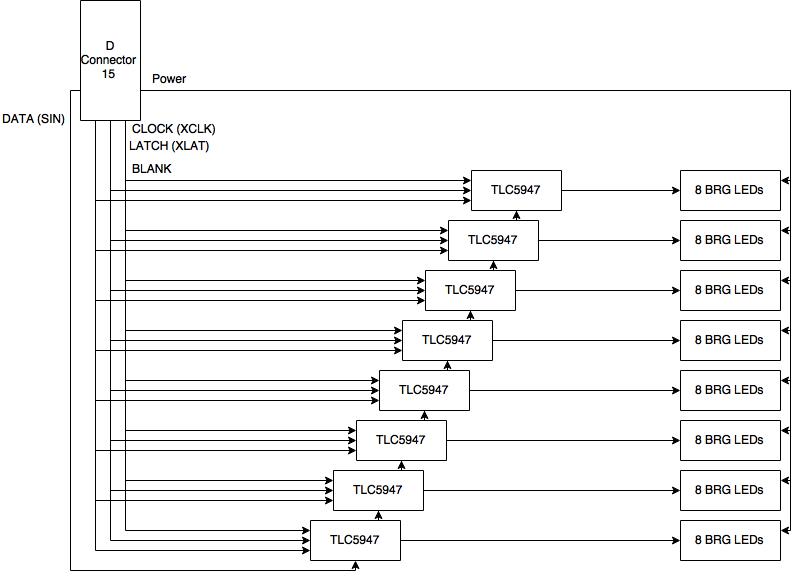 D
Connector
15
Power
DATA (SIN)
CLOCK (XCLK)
LATCH (XLAT)
BLANK
TLC5947
8 BRG LEDs
TLC5947
8 BRG LEDs
TLC5947
8 BRG LEDs
TLC5947
8 BRG LEDs
TLC5947
8 BRG LEDs
TLC5947
8 BRG LEDs
TLC5947
8 BRG LEDs
TLC5947
8 BRG LEDs